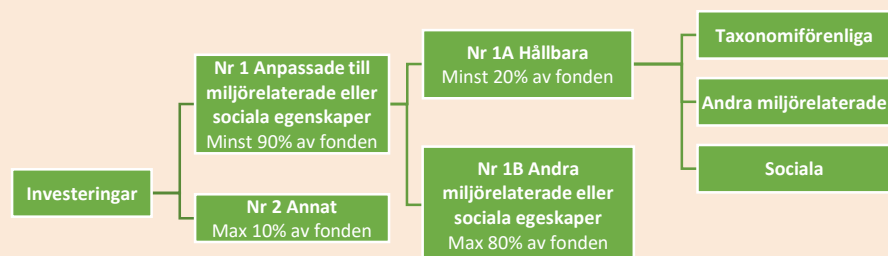 Investeringar
Nr 1 Anpassade till
miljörelaterade eller
sociala egenskaper
Minst 90% av fonden
Nr 2 Annat
Max 10% av fonden
Nr 1A Hållbara
Minst 20% av fonden
Nr 1B Andra
miljörelaterade eller
sociala egeskaper
Max 80% av fonden
Taxonomiförenliga
Andra miljörelaterade
Sociala